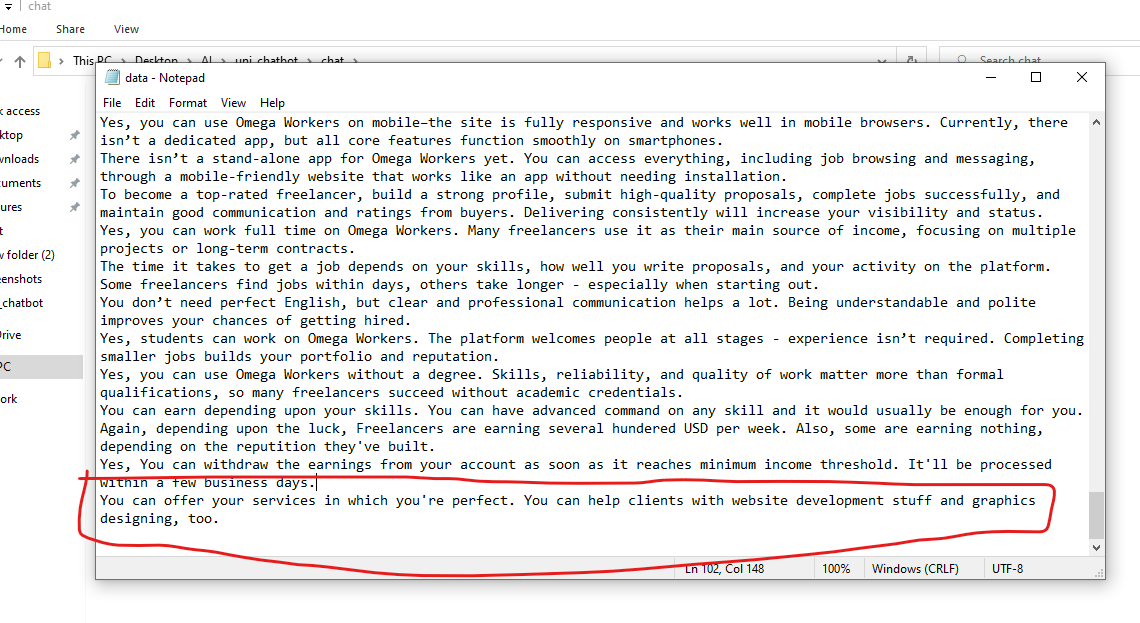 chat
Home Share View
This PC > Desktop > AI > uni_chatbot > chat Search chat
data - Notepad
File Edit Format View Help
Yes, you can use Omega Workers on mobile—the site is fully responsive and works well in mobile browsers. Currently, there
isn’t a dedicated app, but all core features function smoothly on smartphones.
There isn’t a stand-alone app for Omega Workers yet. You can access everything, including job browsing and messaging,
through a mobile-friendly website that works like an app without needing installation.
To become a top-rated freelancer, build a strong profile, submit high-quality proposals, complete jobs successfully, and
maintain good communication and ratings from buyers. Delivering consistently will increase your visibility and status.
Yes, you can work full time on Omega Workers. Many freelancers use it as their main source of income, focusing on multiple
projects or long-term contracts.
The time it takes to get a job depends on your skills, how well you write proposals, and your activity on the platform.
Some freelancers find jobs within days, others take longer - especially when starting out.
You don’t need perfect English, but clear and professional communication helps a lot. Being understandable and polite
improves your chances of getting hired.
Yes, students can work on Omega Workers. The platform welcomes people at all stages - experience isn’t required. Completing
smaller jobs builds your portfolio and reputation.
Yes, you can use Omega Workers without a degree. Skills, reliability, and quality of work matter more than formal
qualifications, so many freelancers succeed without academic credentials.
You can earn depending upon your skills. You can have advanced command on any skill and it would usually be enough for you.
Again, depending upon the luck, Freelancers are earning several hundered USD per week. Also, some are earning nothing,
depending on the reputition they've built.
Yes, You can withdraw the earnings from your account as soon as it reaches minimum income threshold. It'll be processed
within a few business days.
You can offer your services in which you're perfect. You can help clients with website development stuff and graphics
designing, too.
Ln 102, Col 148 100% Windows (CRLF) UTF-8
k access
ktop
wnloads
cuments
ures
t
w folder (2)
eenshots
_chatbot
Drive
PC
ork